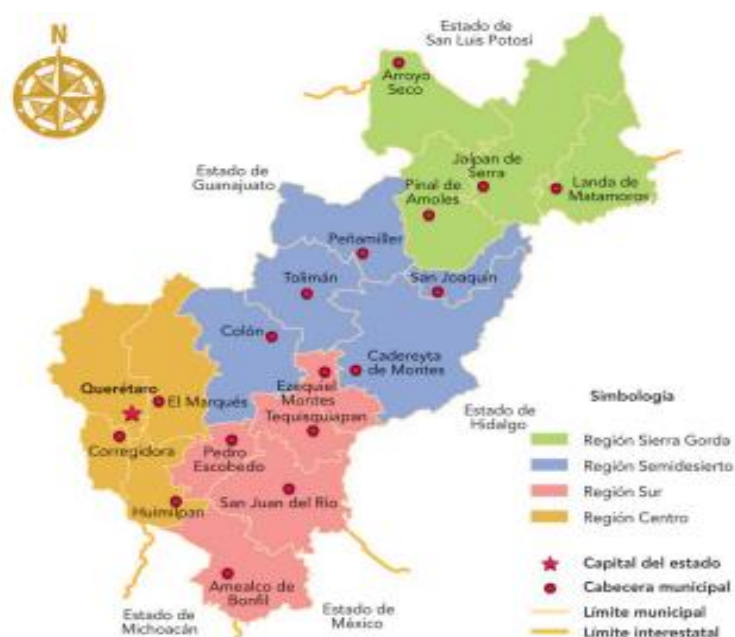 N
Estado de
San Luis Potosí
Arroyo
Seco
Jalpan de
Serra
Estado de
Guanajuato
Pinal de
Amoles
Landa de
Matamoros
Peñamiller
Tolimán
San Joaquín
Colón
Cadereyta
de Montes
Ezequiel
Montes
Querétaro
El Marqués
Tequisquiapan
Estado de
Hidalgo
Corregidora
Pedro
Escobedo
San Juan del Río
Huimilpan
Amealco de
Bonfil
Estado de
Michoacán
Estado de
México
Simbología
Región Sierra Gorda
Región Semidesierto
Región Sur
Región Centro
Capital del estado
Cabecera municipal
Límite municipal
Límite interestatal